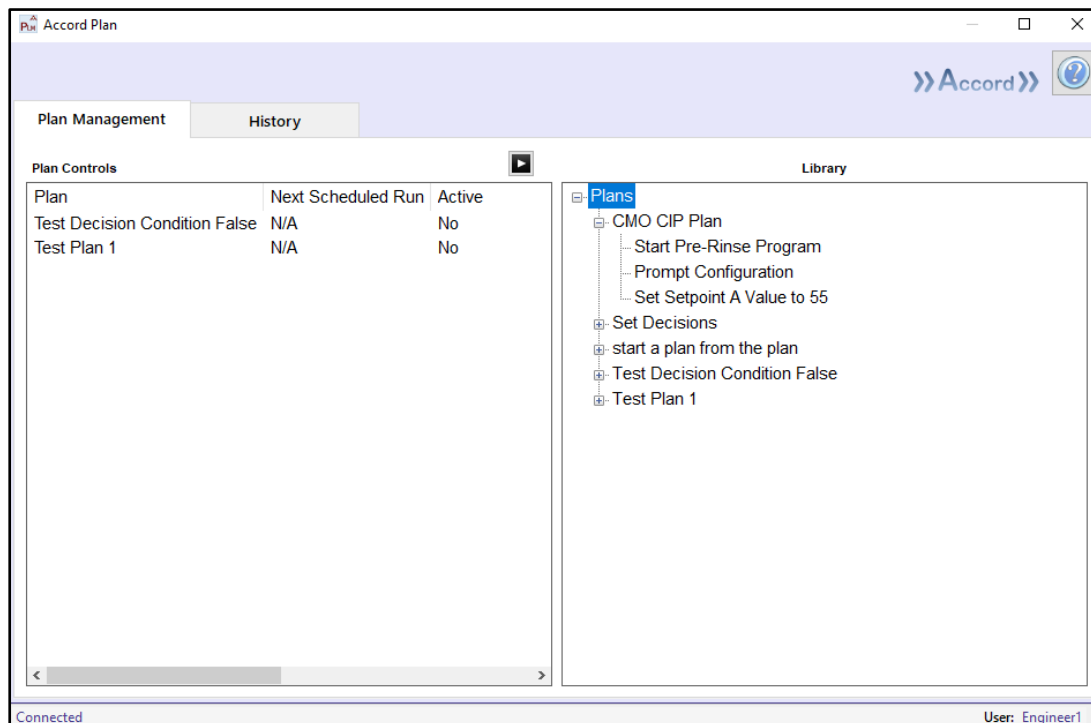 PLN Accord Plan
»Accord»
Plan Management History
Plan Controls
Plan Next Scheduled Run Active
Test Decision Condition False N/A No
Test Plan 1 N/A No
Library
Plans
CMO CIP Plan
Start Pre-Rinse Program
Prompt Configuration
Set Setpoint A Value to 55
Set Decisions
start a plan from the plan
Test Decision Condition False
Test Plan 1
Connected User: Engineer1